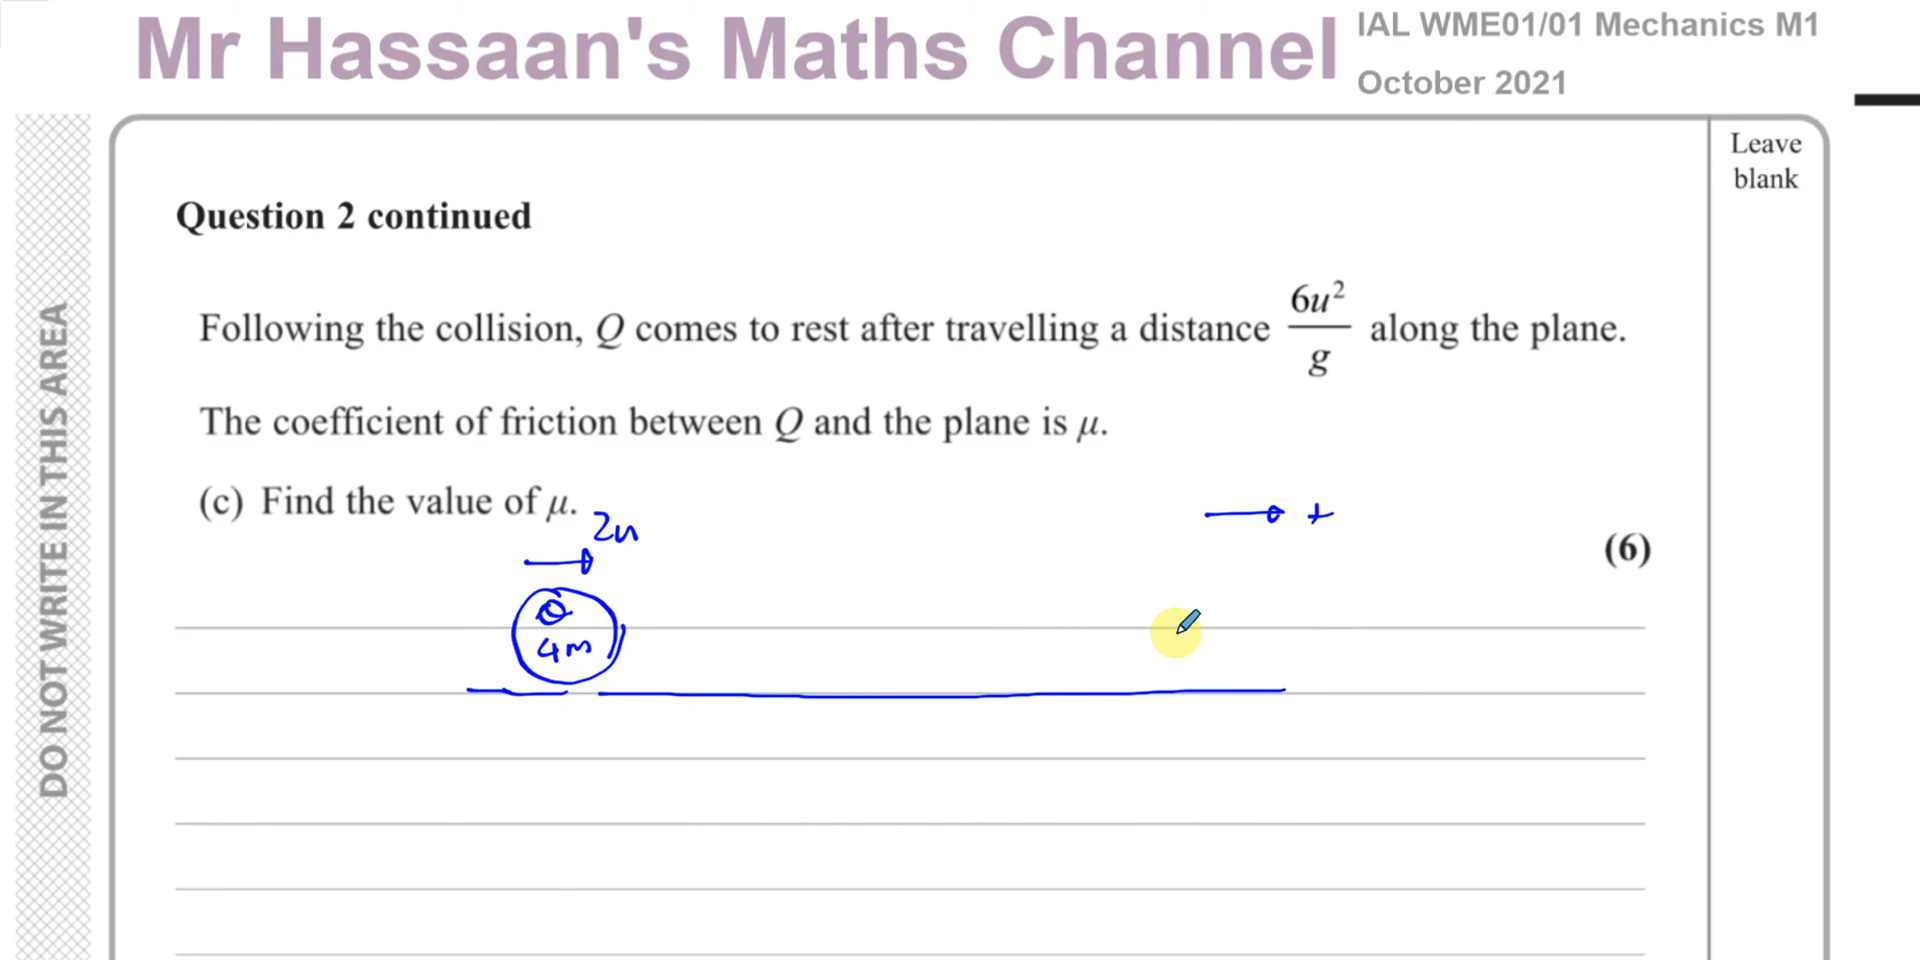 Mr Hassaan's Maths Channel
IAL WME01/01 Mechanics M1
October 2021
Leave
blank
DO NOT WRITE IN THIS AREA
Question 2 continued
Following the collision, Q comes to rest after travelling a distance 6u²/g along the plane.
The coefficient of friction between Q and the plane is μ.
(c) Find the value of μ.
(6)
2u
+
Q
4m